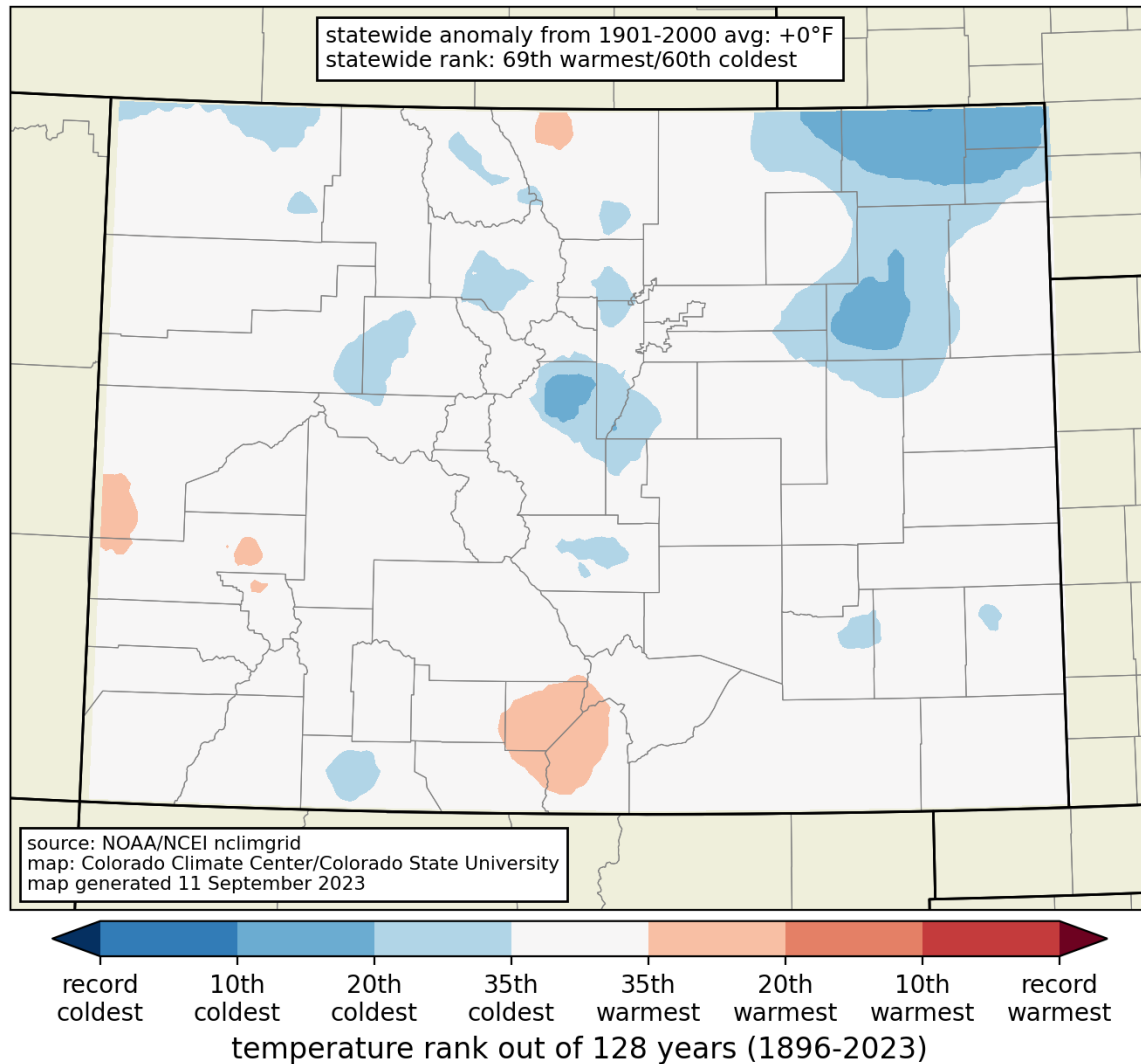 statewide anomaly from 1901-2000 avg: +0°F
statewide rank: 69th warmest/60th coldest
source: NOAA/NCEI nclimgrid
map: Colorado Climate Center/Colorado State University
map generated 11 September 2023
record coldest
10th coldest
20th coldest
35th coldest
35th warmest
20th warmest
10th warmest
record warmest
temperature rank out of 128 years (1896-2023)